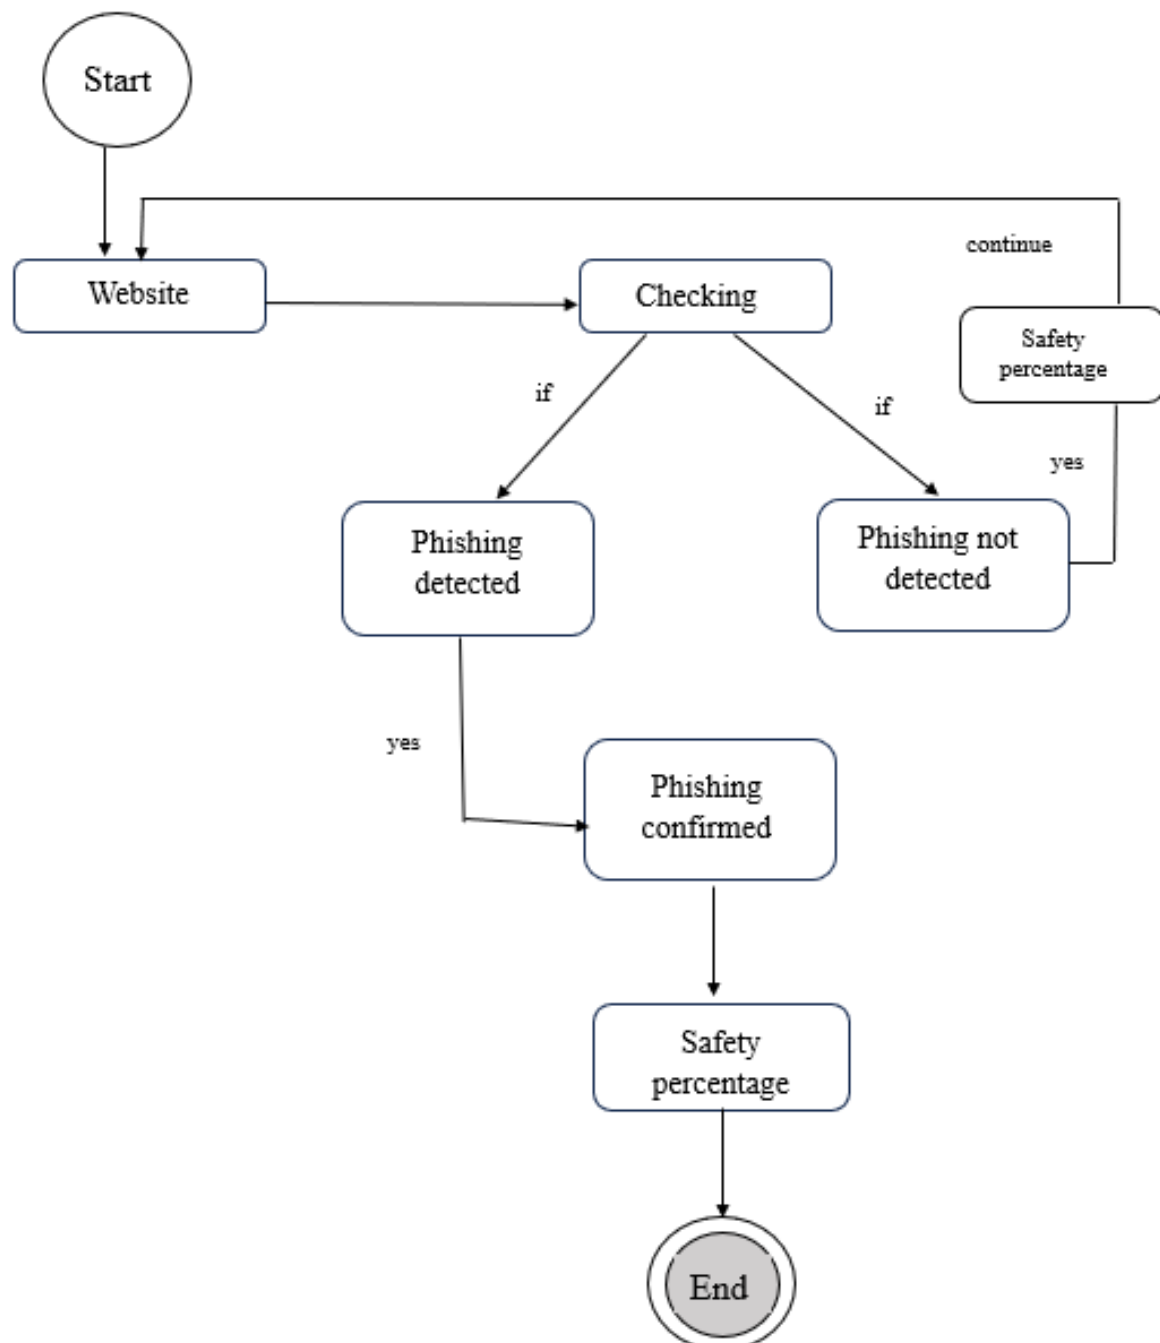 Start
continue
Website
Checking
Safety
percentage
if
if
yes
Phishing
detected
Phishing not
detected
yes
Phishing
confirmed
Safety
percentage
End